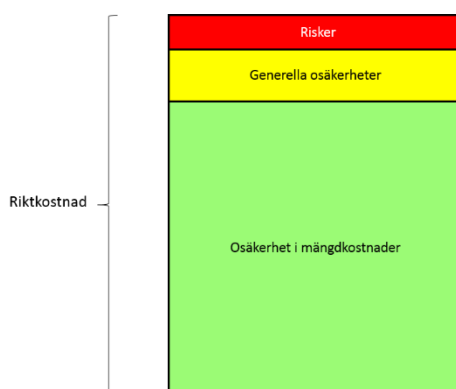 Risker
Generella osäkerheter
Riktkostnad
Osäkerhet i mängdkostnader